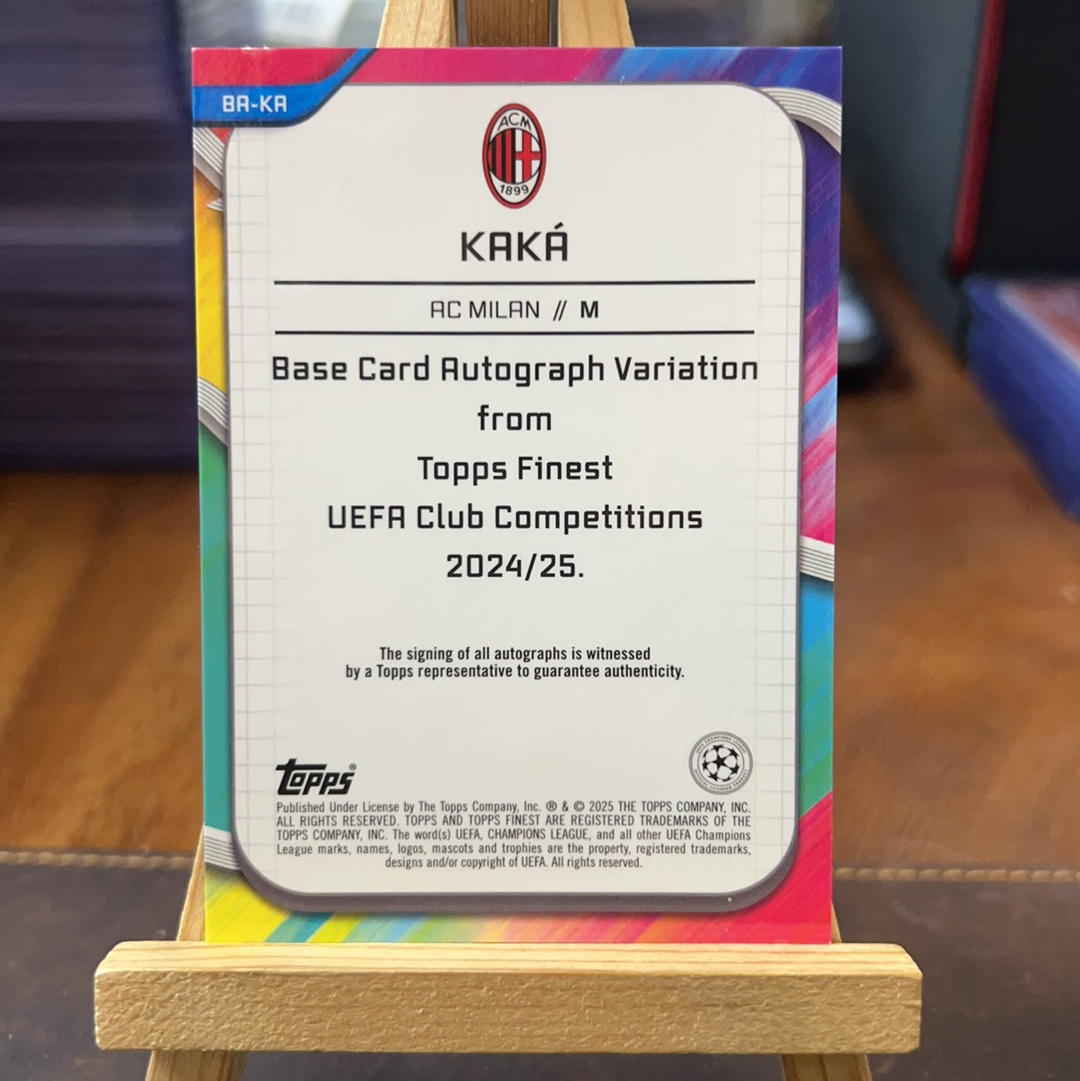 BA-KA
ACM
1899
KAKÁ
AC MILAN // M
Base Card Autograph Variation
from
Topps Finest
UEFA Club Competitions
2024/25.
The signing of all autographs is witnessed
by a Topps representative to guarantee authenticity.
Topps®
Published Under License by The Topps Company, Inc. ® & © 2025 THE TOPPS COMPANY, INC.
ALL RIGHTS RESERVED. TOPPS AND TOPPS FINEST ARE REGISTERED TRADEMARKS OF THE
TOPPS COMPANY, INC. The word(s) UEFA, CHAMPIONS LEAGUE, and all other UEFA Champions
League marks, names, logos, mascots and trophies are the property, registered trademarks,
designs and/or copyright of UEFA. All rights reserved.